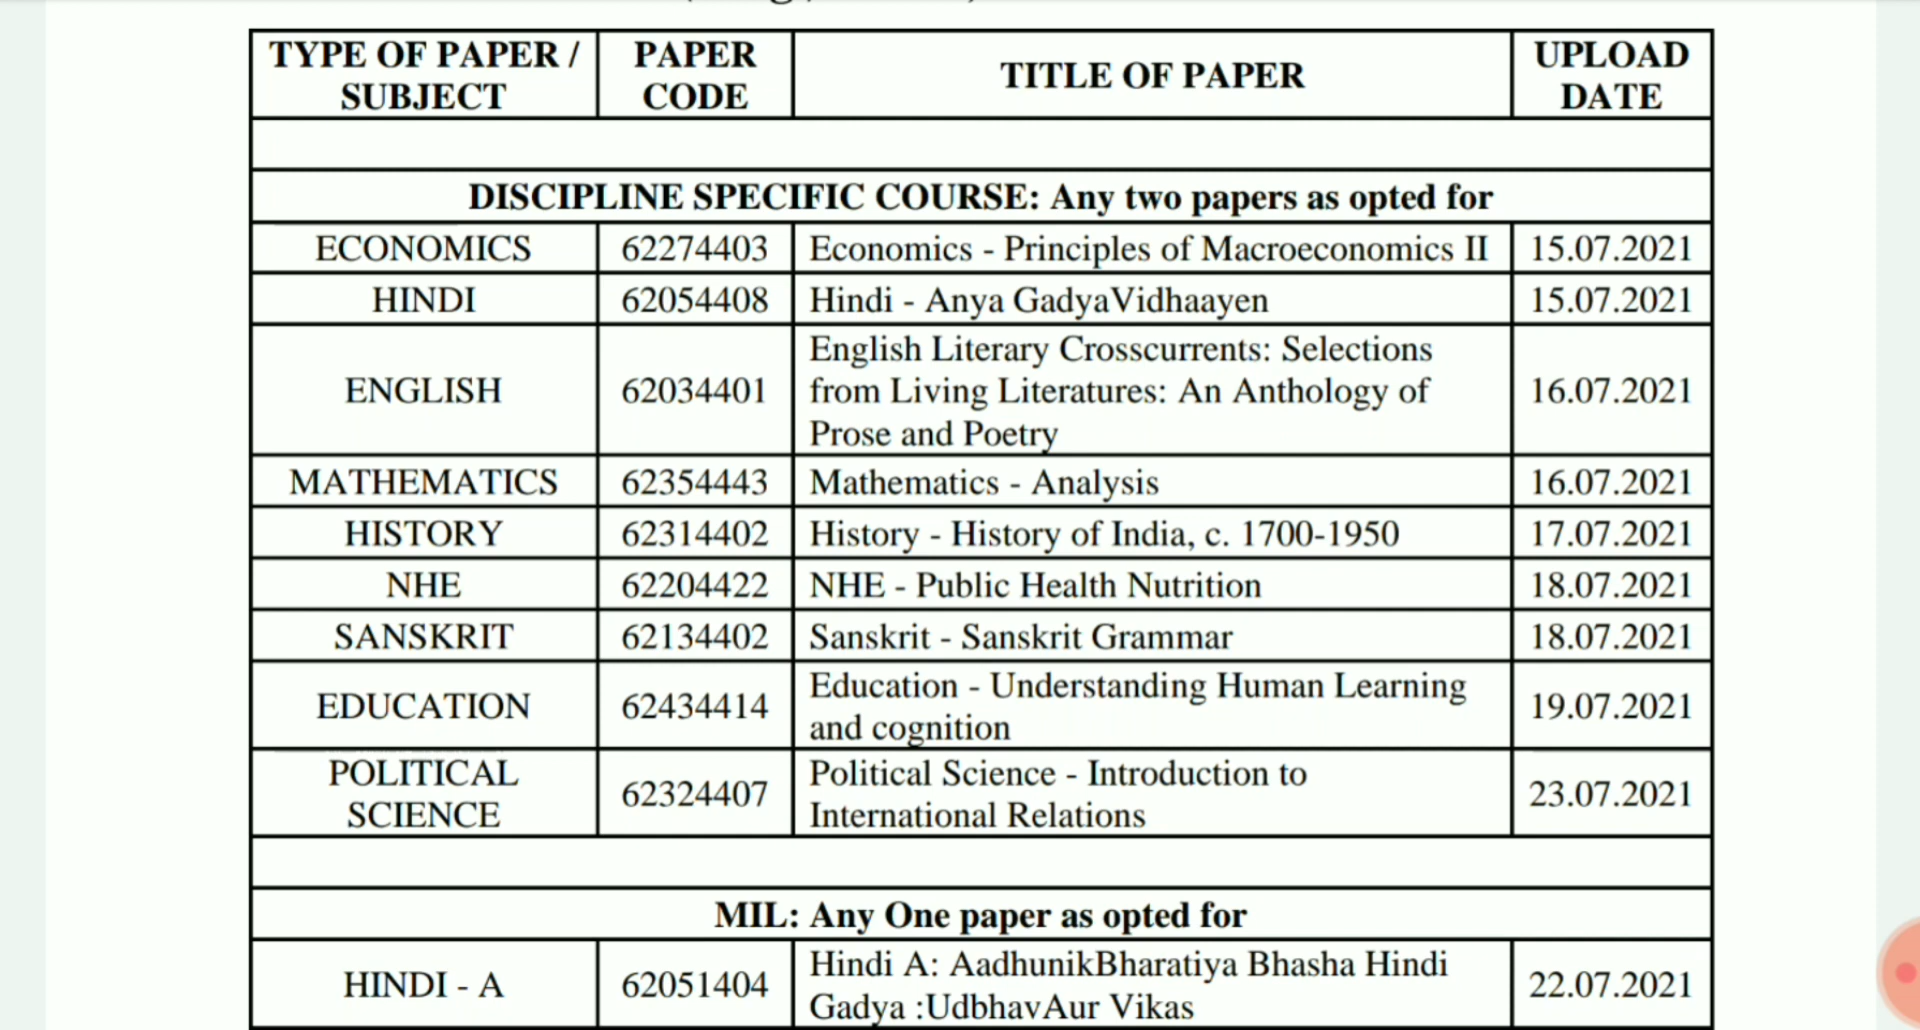 TYPE OF PAPER /
SUBJECT
PAPER
CODE
TITLE OF PAPER
UPLOAD
DATE
DISCIPLINE SPECIFIC COURSE: Any two papers as opted for
ECONOMICS 62274403 Economics - Principles of Macroeconomics II 15.07.2021
HINDI 62054408 Hindi - Anya GadyaVidhaayen 15.07.2021
ENGLISH 62034401 English Literary Crosscurrents: Selections
from Living Literatures: An Anthology of
Prose and Poetry 16.07.2021
MATHEMATICS 62354443 Mathematics - Analysis 16.07.2021
HISTORY 62314402 History - History of India, c. 1700-1950 17.07.2021
NHE 62204422 NHE - Public Health Nutrition 18.07.2021
SANSKRIT 62134402 Sanskrit - Sanskrit Grammar 18.07.2021
EDUCATION 62434414 Education - Understanding Human Learning
and cognition 19.07.2021
POLITICAL
SCIENCE 62324407 Political Science - Introduction to
International Relations 23.07.2021
MIL: Any One paper as opted for
HINDI - A 62051404 Hindi A: AadhunikBharatiya Bhasha Hindi
Gadya :UdbhavAur Vikas 22.07.2021